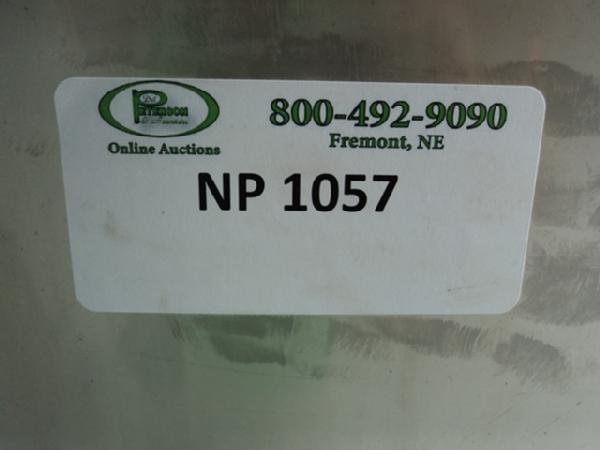 PETERSON
Online Auctions
800-492-9090
Fremont, NE
NP 1057